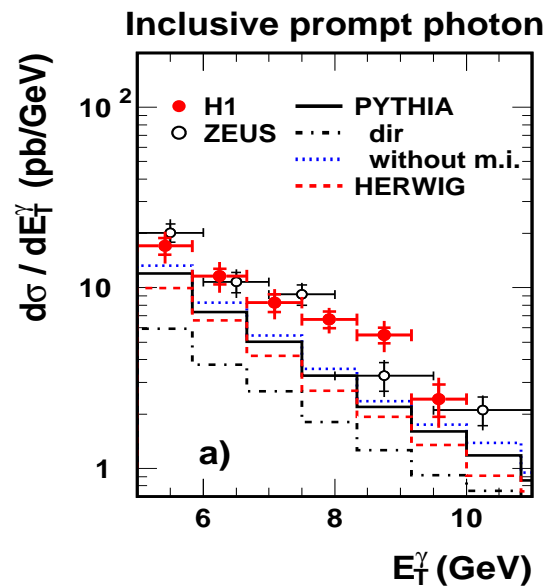 Inclusive prompt photon
dσ / dE_T^γ (pb/GeV)
10^2
10
1
H1
ZEUS
PYTHIA
dir
without m.i.
HERWIG
a)
6 8 10
E_T^γ (GeV)